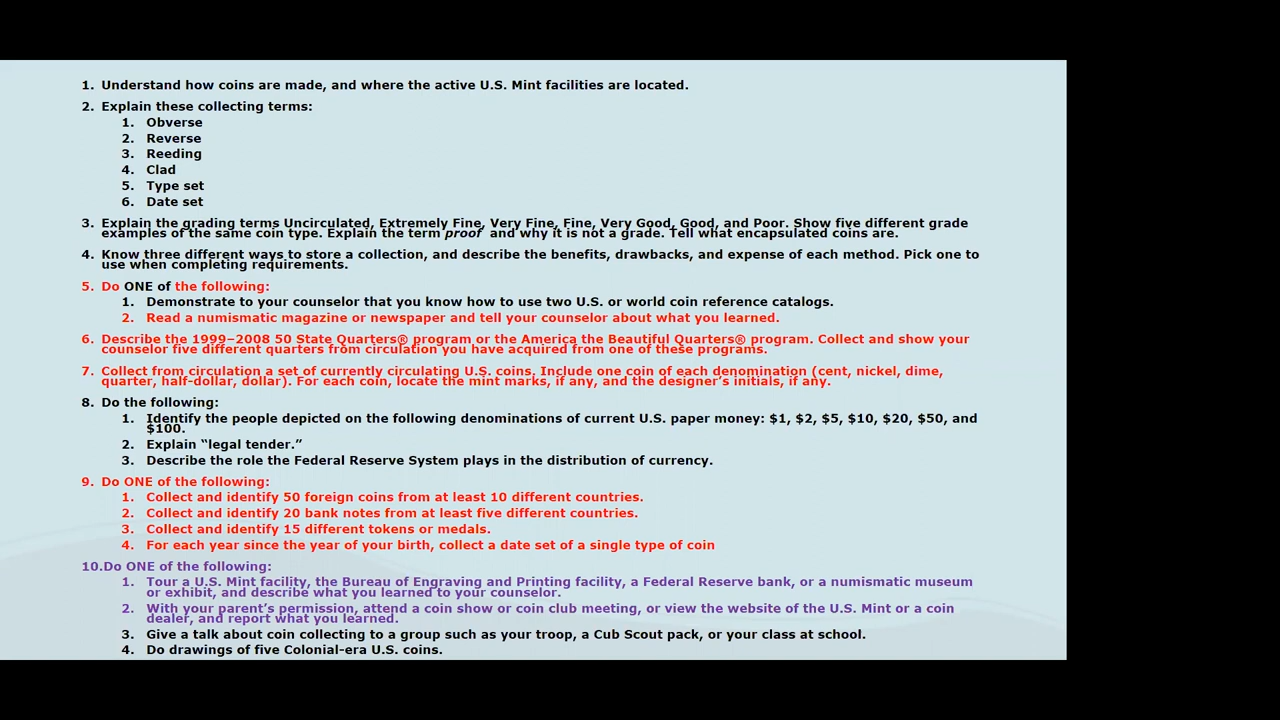 1. Understand how coins are made, and where the active U.S. Mint facilities are located.
2. Explain these collecting terms:
1. Obverse
2. Reverse
3. Reeding
4. Clad
5. Type set
6. Date set
3. Explain the grading terms Uncirculated, Extremely Fine, Very Fine, Fine, Very Good, Good, and Poor. Show five different grade
examples of the same coin type. Explain the term proof and why it is not a grade. Tell what encapsulated coins are.
4. Know three different ways to store a collection, and describe the benefits, drawbacks, and expense of each method. Pick one to
use when completing requirements.
5. Do ONE of the following:
1. Demonstrate to your counselor that you know how to use two U.S. or world coin reference catalogs.
2. Read a numismatic magazine or newspaper and tell your counselor about what you learned.
6. Describe the 1999–2008 50 State Quarters® program or the America the Beautiful Quarters® program. Collect and show your
counselor five different quarters from circulation you have acquired from one of these programs.
7. Collect from circulation a set of currently circulating U.S. coins. Include one coin of each denomination (cent, nickel, dime,
quarter, half-dollar, dollar). For each coin, locate the mint marks, if any, and the designer’s initials, if any.
8. Do the following:
1. Identify the people depicted on the following denominations of current U.S. paper money: $1, $2, $5, $10, $20, $50, and
$100.
2. Explain “legal tender.”
3. Describe the role the Federal Reserve System plays in the distribution of currency.
9. Do ONE of the following:
1. Collect and identify 50 foreign coins from at least 10 different countries.
2. Collect and identify 20 bank notes from at least five different countries.
3. Collect and identify 15 different tokens or medals.
4. For each year since the year of your birth, collect a date set of a single type of coin
10.Do ONE of the following:
1. Tour a U.S. Mint facility, the Bureau of Engraving and Printing facility, a Federal Reserve bank, or a numismatic museum
or exhibit, and describe what you learned to your counselor.
2. With your parent’s permission, attend a coin show or coin club meeting, or view the website of the U.S. Mint or a coin
dealer, and report what you learned.
3. Give a talk about coin collecting to a group such as your troop, a Cub Scout pack, or your class at school.
4. Do drawings of five Colonial-era U.S. coins.